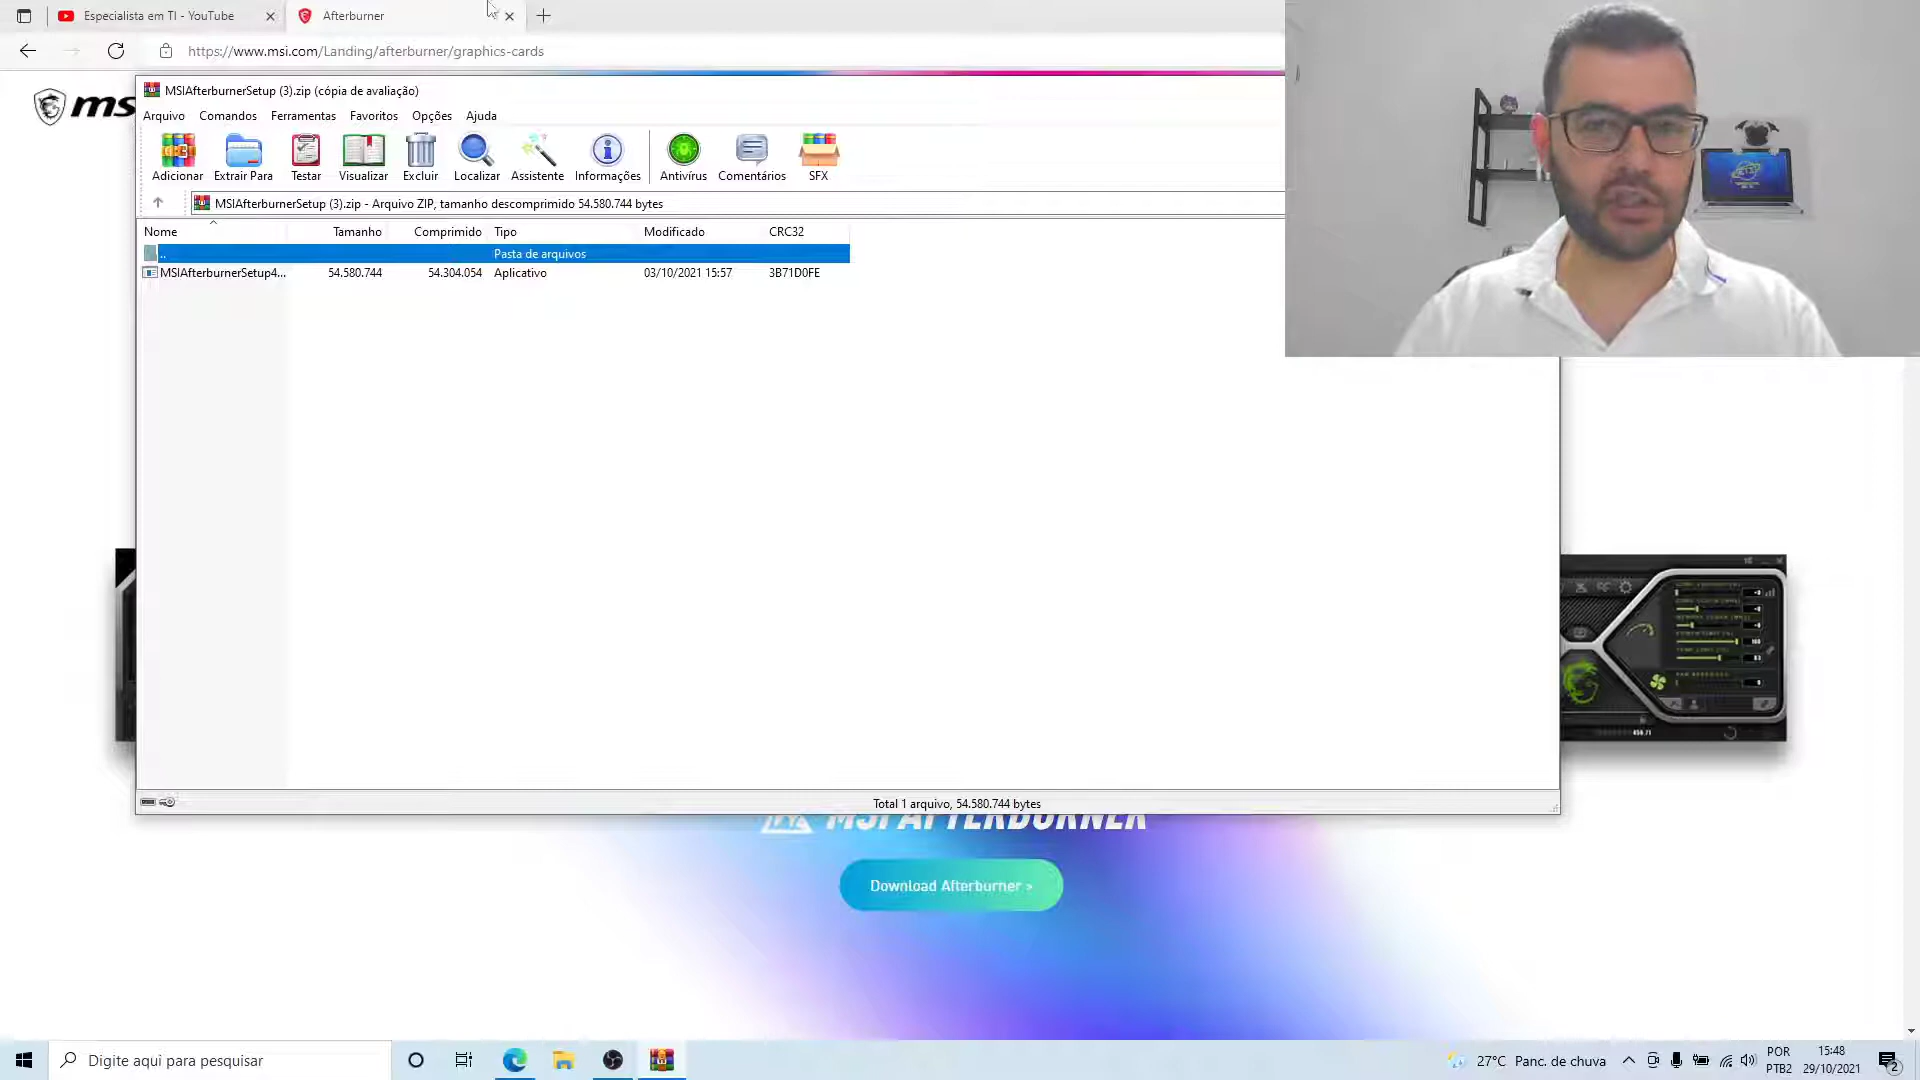 Especialista em TI - YouTube
Afterburner
https://www.msi.com/Landing/afterburner/graphics-cards
ms
MSIAfterburnerSetup (3).zip (cópia de avaliação)
Arquivo Comandos Ferramentas Favoritos Opções Ajuda
Adicionar Extrair Para Testar Visualizar Excluir Localizar Assistente Informações Antivírus Comentários SFX
MSIAfterburnerSetup (3).zip - Arquivo ZIP, tamanho descomprimido 54.580.744 bytes
Nome Tamanho Comprimido Tipo Modificado CRC32
.. Pasta de arquivos
MSIAfterburnerSetup4... 54.580.744 54.304.054 Aplicativo 03/10/2021 15:57 3B71D0FE
Total 1 arquivo, 54.580.744 bytes
MSI AFTERBURNER
Download Afterburner >
Digite aqui para pesquisar
27°C Panc. de chuva
POR
PTB2
15:48
29/10/2021
2